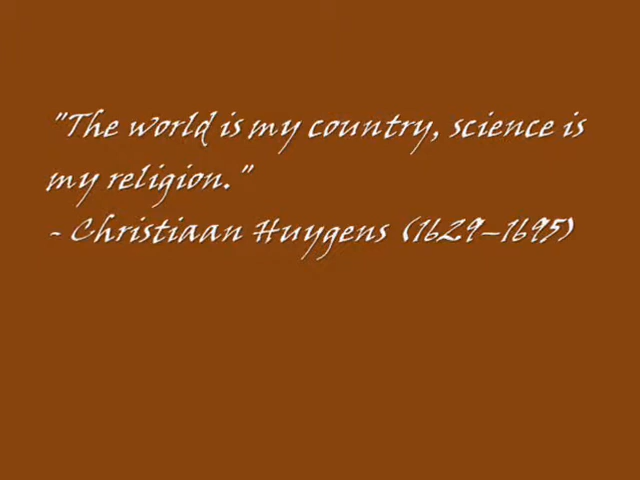 "The world is my country, science is
my religion."
- Christiaan Huygens (1629–1695)